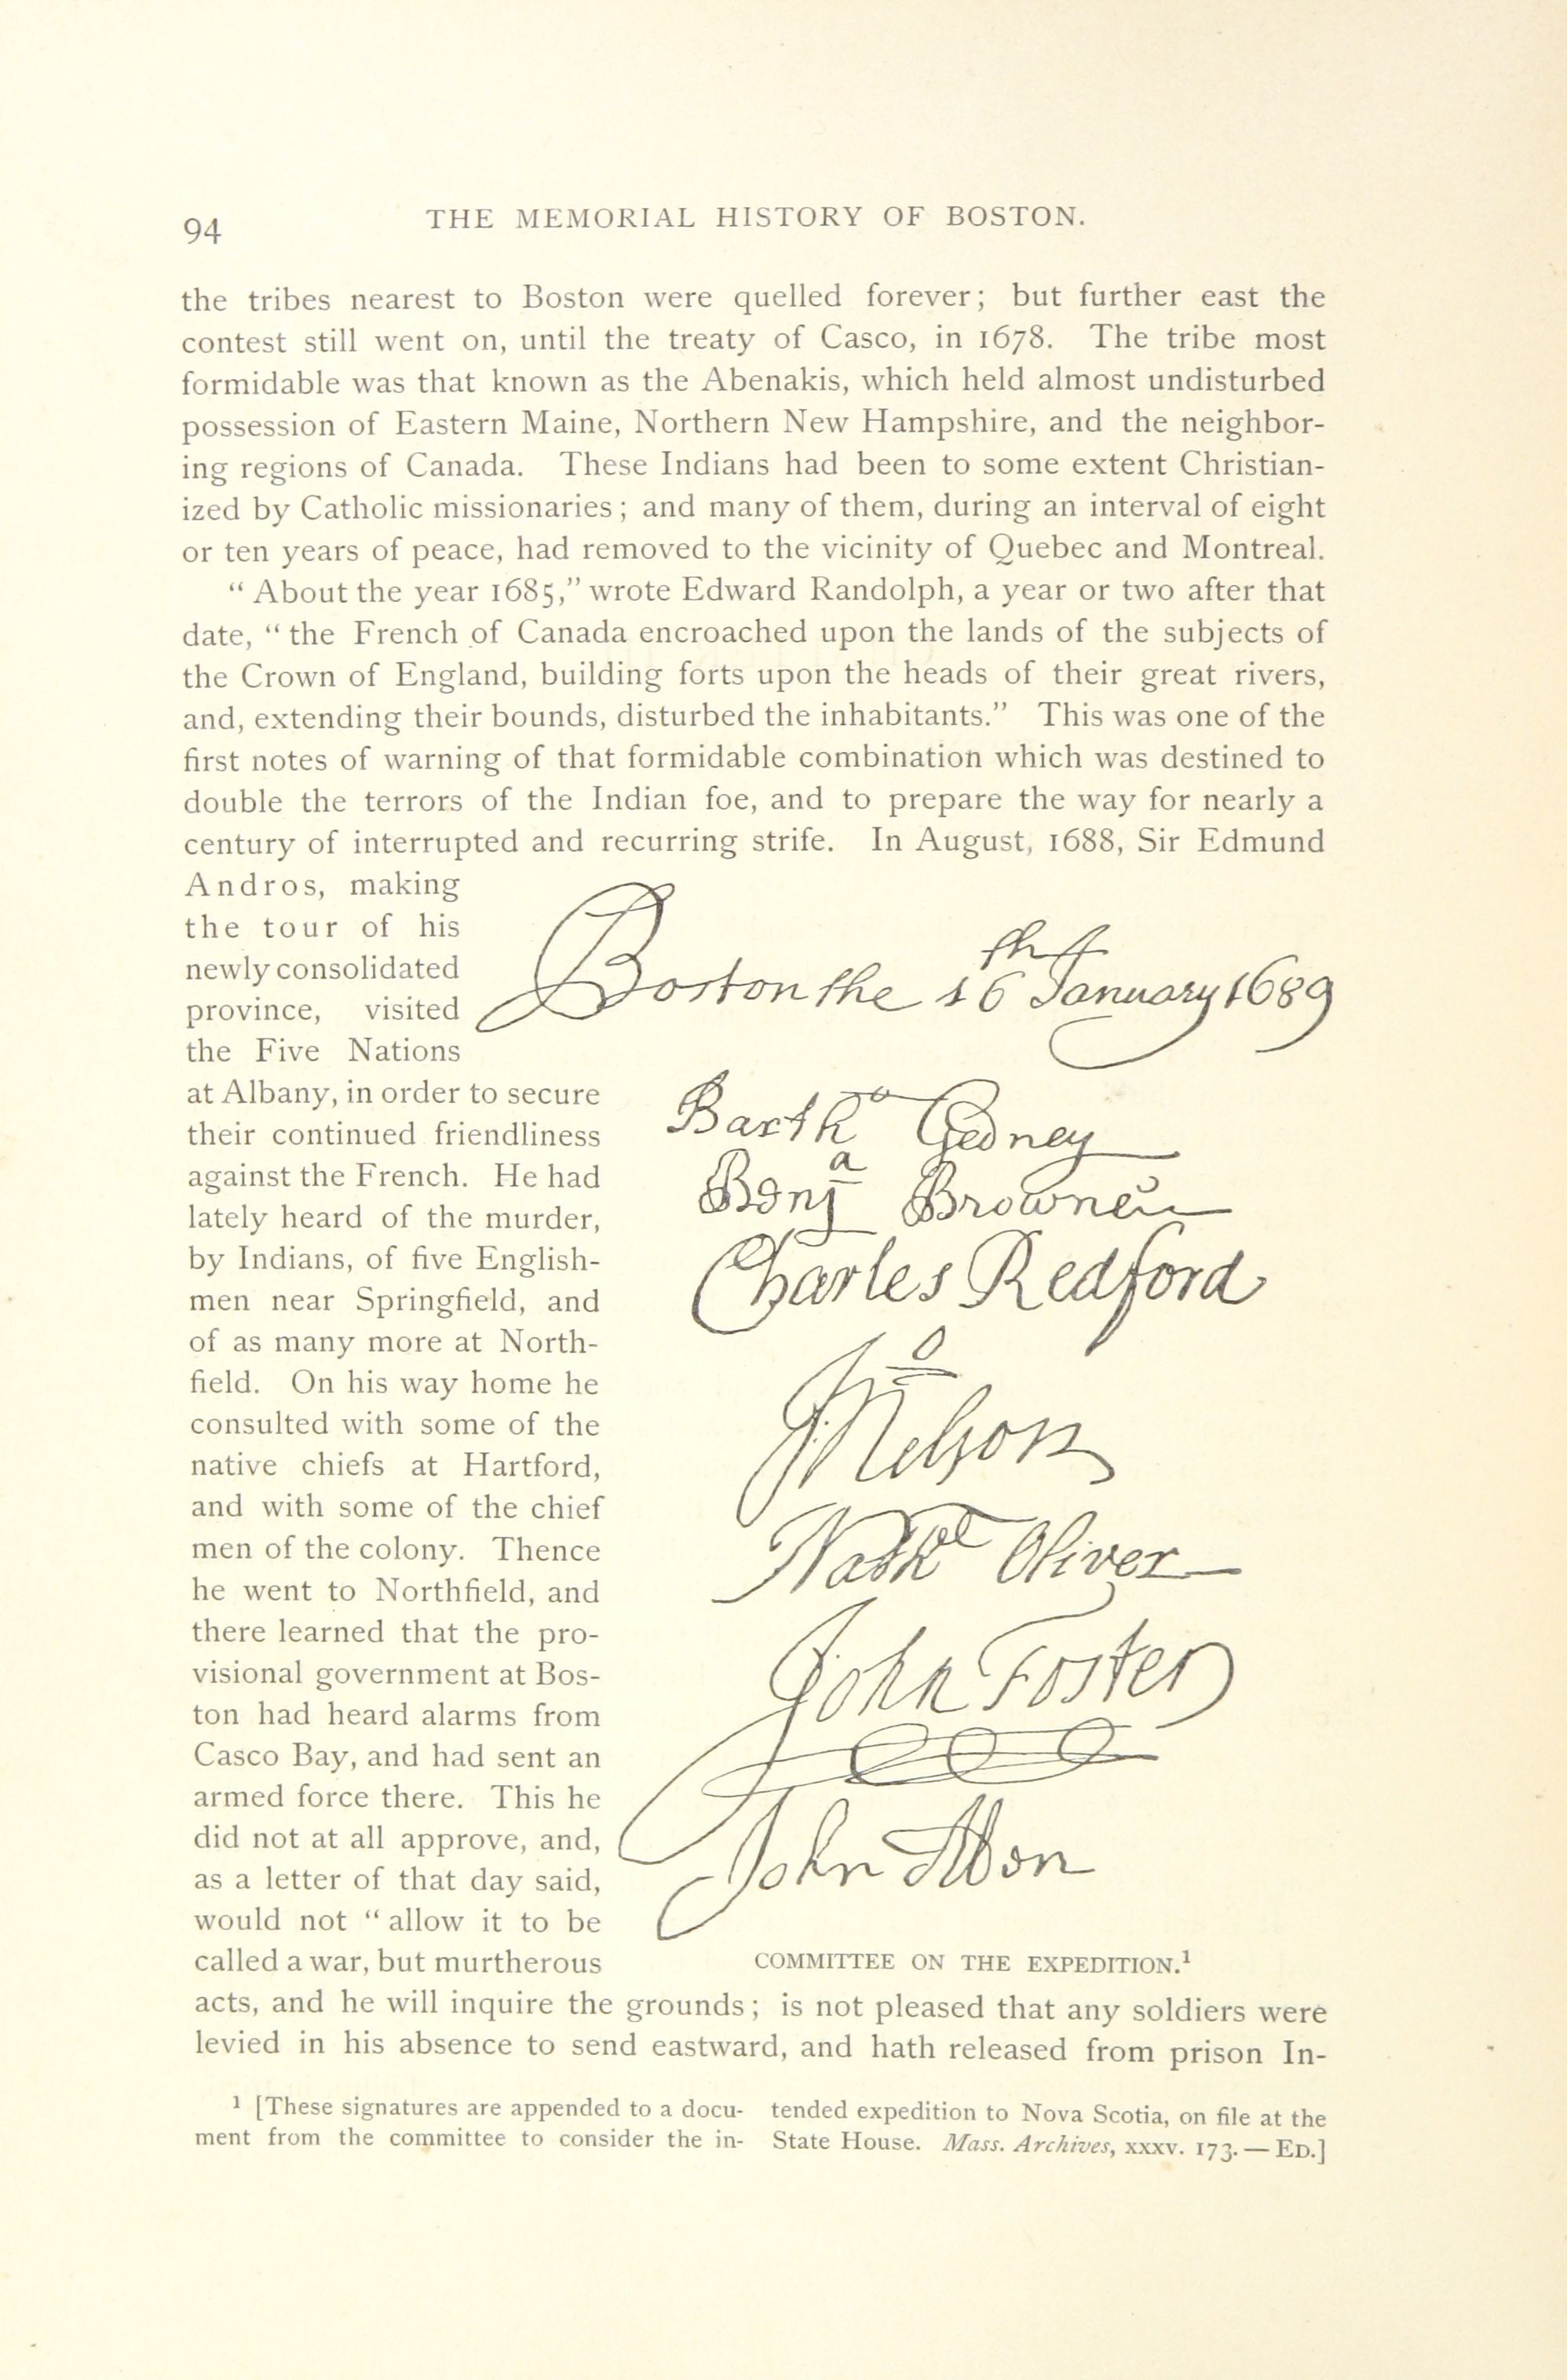 94
THE MEMORIAL HISTORY OF BOSTON.
the tribes nearest to Boston were quelled forever; but further east the
contest still went on, until the treaty of Casco, in 1678. The tribe most
formidable was that known as the Abenakis, which held almost undisturbed
possession of Eastern Maine, Northern New Hampshire, and the neighbor-
ing regions of Canada. These Indians had been to some extent Christian-
ized by Catholic missionaries; and many of them, during an interval of eight
or ten years of peace, had removed to the vicinity of Quebec and Montreal.
“About the year 1685,” wrote Edward Randolph, a year or two after that
date, “the French of Canada encroached upon the lands of the subjects of
the Crown of England, building forts upon the heads of their great rivers,
and, extending their bounds, disturbed the inhabitants.” This was one of the
first notes of warning of that formidable combination which was destined to
double the terrors of the Indian foe, and to prepare the way for nearly a
century of interrupted and recurring strife. In August, 1688, Sir Edmund
Andros, making
the tour of his
newly consolidated
province, visited
the Five Nations
at Albany, in order to secure
their continued friendliness
against the French. He had
lately heard of the murder,
by Indians, of five English-
men near Springfield, and
of as many more at North-
field. On his way home he
consulted with some of the
native chiefs at Hartford,
and with some of the chief
men of the colony. Thence
he went to Northfield, and
there learned that the pro-
visional government at Bos-
ton had heard alarms from
Casco Bay, and had sent an
armed force there. This he
did not at all approve, and,
as a letter of that day said,
would not “allow it to be
called a war, but murtherous
Boston the 16th January 1689
Bartho Gedney
Benja Browne
Charles Redford
Jno Nelson
Nathel Oliver
John Foster
John
COMMITTEE ON THE EXPEDITION.¹
acts, and he will inquire the grounds; is not pleased that any soldiers were
levied in his absence to send eastward, and hath released from prison In-
¹ [These signatures are appended to a docu-
ment from the committee to consider the in-
tended expedition to Nova Scotia, on file at the
State House. Mass. Archives, xxxv. 173. — ED.]